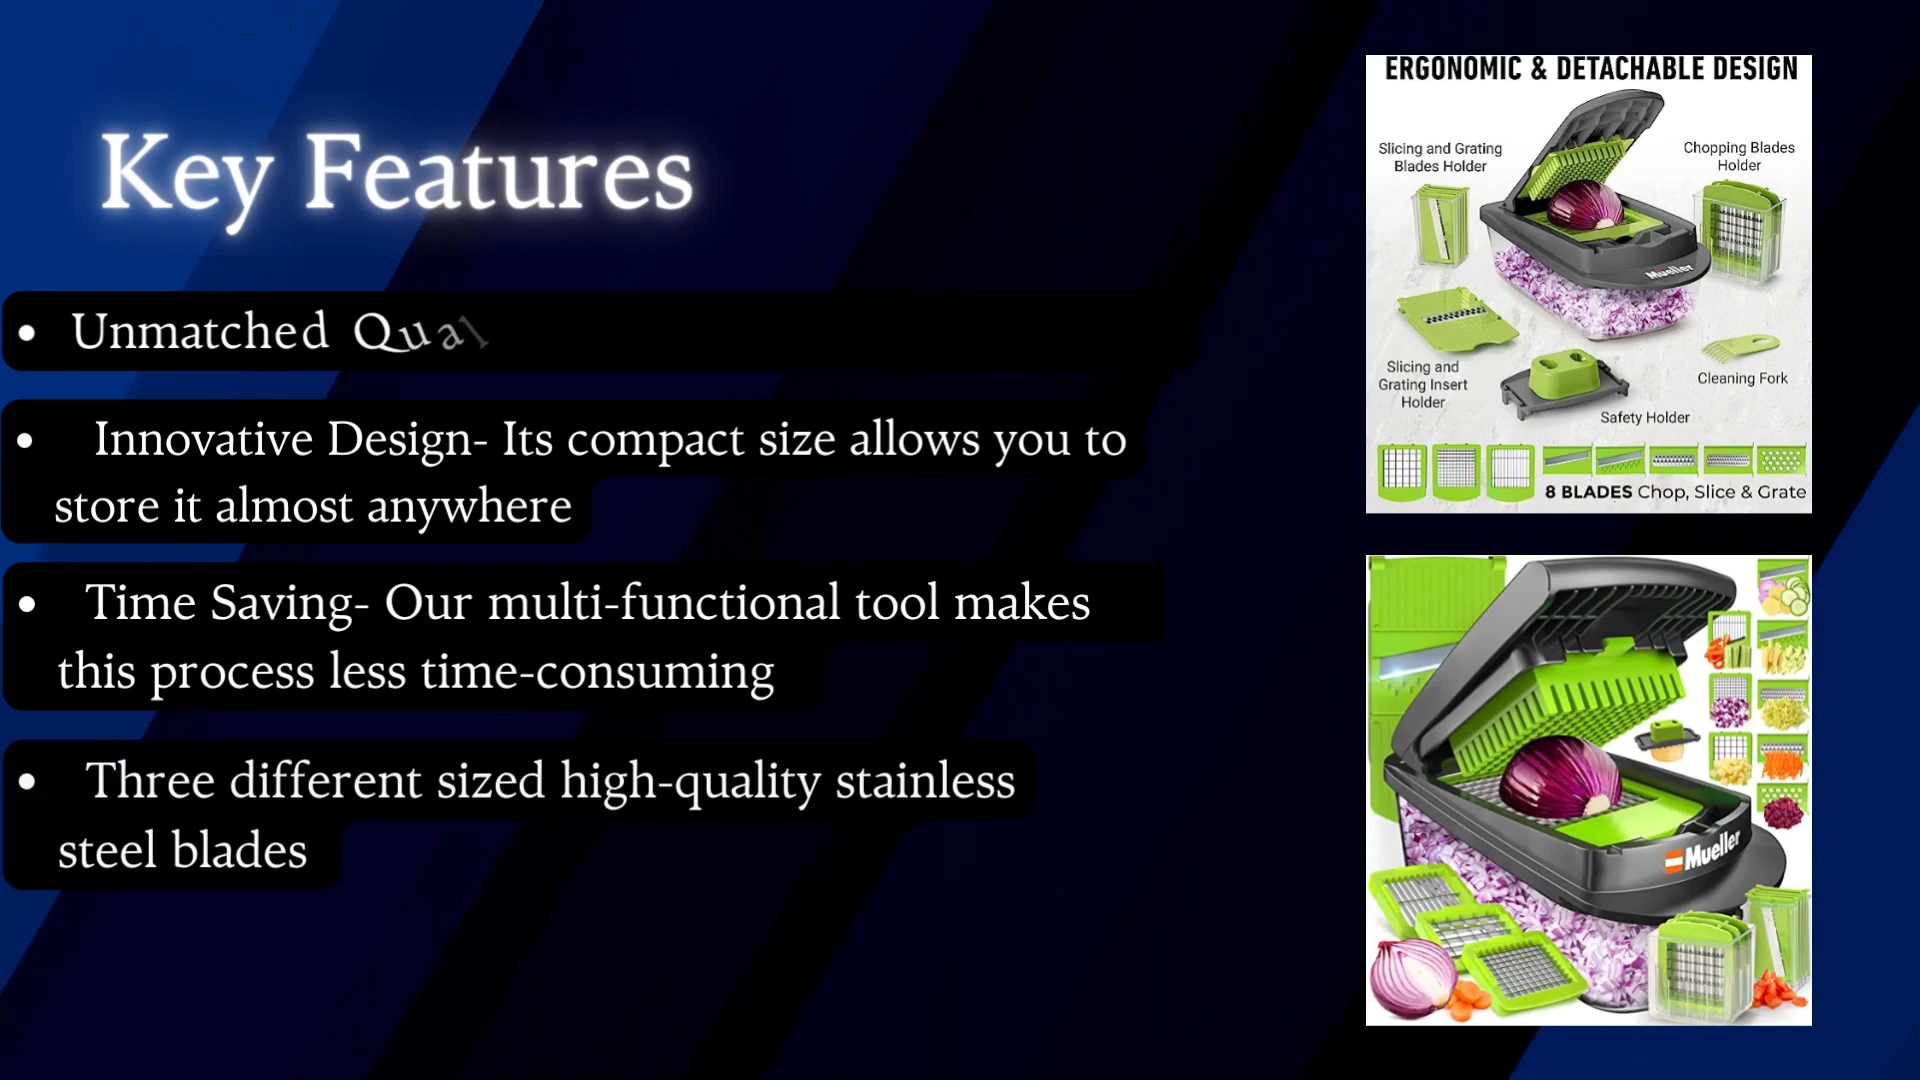 Key Features
• Unmatched Qual
• Innovative Design- Its compact size allows you to
store it almost anywhere
• Time Saving- Our multi-functional tool makes
this process less time-consuming
• Three different sized high-quality stainless
steel blades
ERGONOMIC & DETACHABLE DESIGN
Slicing and Grating
Blades Holder
Chopping Blades
Holder
Mueller
Slicing and
Grating Insert
Holder
Cleaning Fork
Safety Holder
8 BLADES Chop, Slice & Grate
Mueller